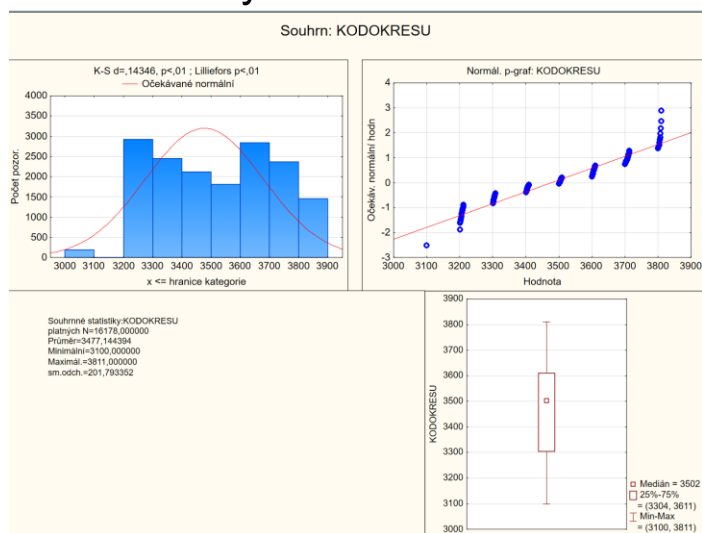 Souhrn: KODOKRESU
K-S d=,14346, p<,01 ; Lilliefors p<,01
Očekávané normální
Počet pozor.
4000
3500
3000
2500
2000
1500
1000
500
0
3000 3100 3200 3300 3400 3500 3600 3700 3800 3900
x <= hranice kategorie
Normál. p-graf: KODOKRESU
Očekáv. normální hodn
4
3
2
1
0
-1
-2
-3
3000 3100 3200 3300 3400 3500 3600 3700 3800 3900
Hodnota
Souhrnné statistiky:KODOKRESU
platných N=16178,000000
Průměr=3477,144394
Minimální=3100,000000
Maximál.=3811,000000
sm.odch.=201,793352
KODOKRESU
3900
3800
3700
3600
3500
3400
3300
3200
3100
3000
Medián = 3502
25%-75%
= (3304, 3611)
Min-Max
= (3100, 3811)